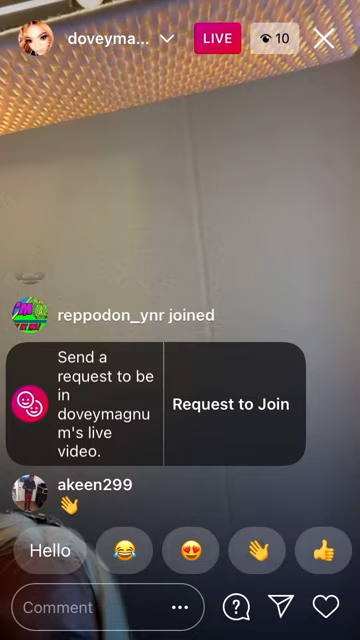 doveyma...
LIVE
10
reppodon_ynr joined
Send a
request to be
in
doveymagnu
m's live
video.
Request to Join
akeen299
👋
Hello
😂
😍
👋
👍
Comment